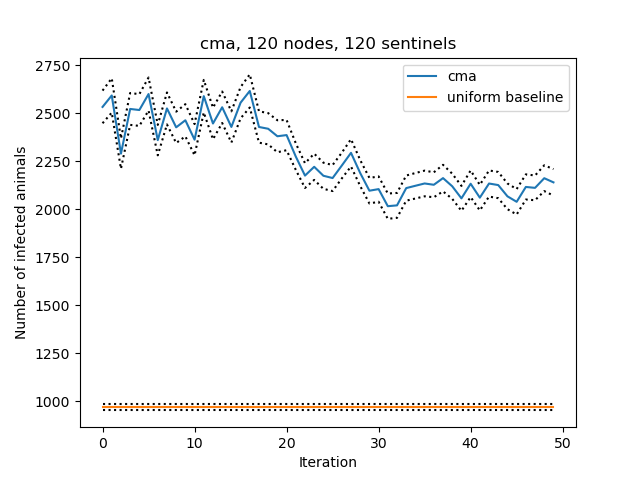 cma, 120 nodes, 120 sentinels
2750
2500
2250
2000
1750
1500
1250
1000
Number of infected animals
cma
uniform baseline
0 10 20 30 40 50
Iteration